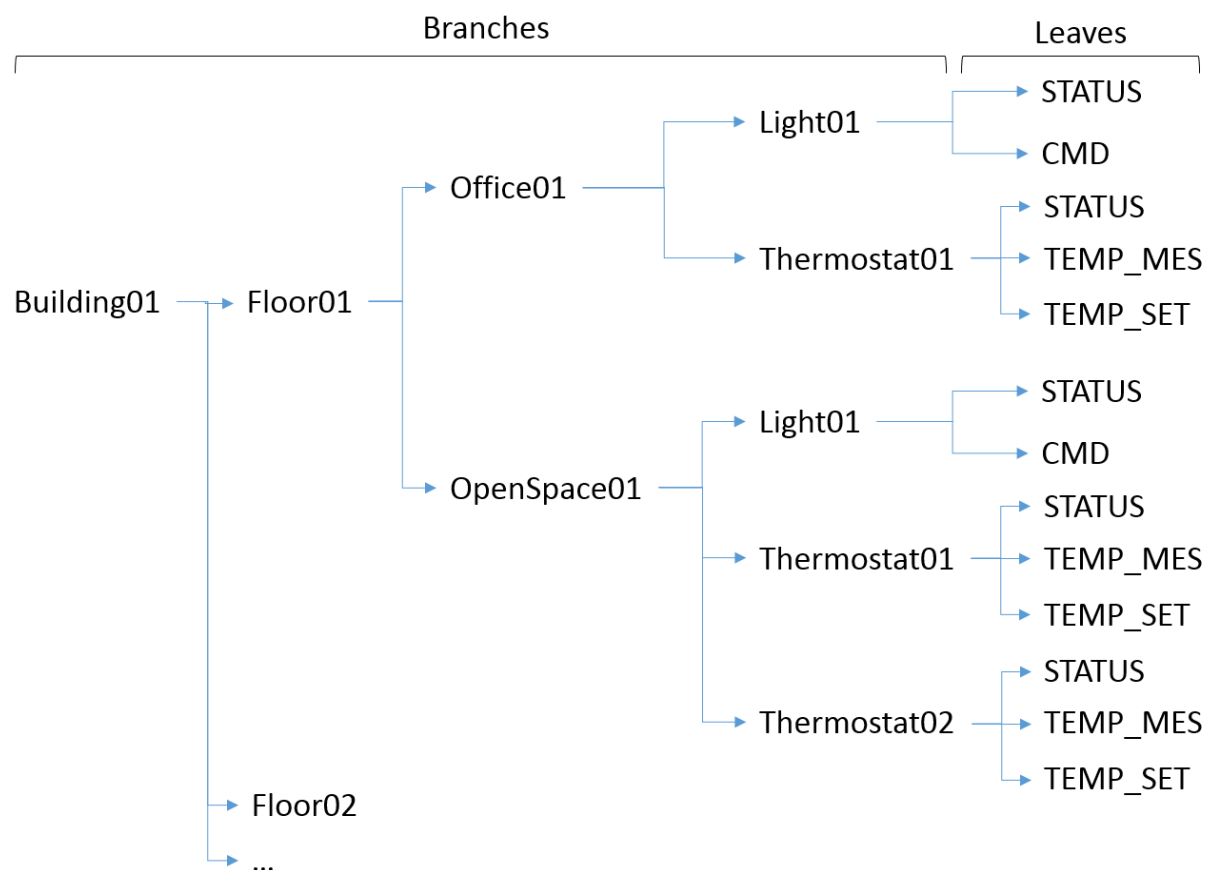 Branches
Leaves
STATUS
Light01
CMD
Office01
STATUS
Thermostat01
TEMP_MES
Building01
Floor01
TEMP_SET
STATUS
Light01
CMD
OpenSpace01
STATUS
Thermostat01
TEMP_MES
TEMP_SET
STATUS
Thermostat02
TEMP_MES
TEMP_SET
Floor02
...